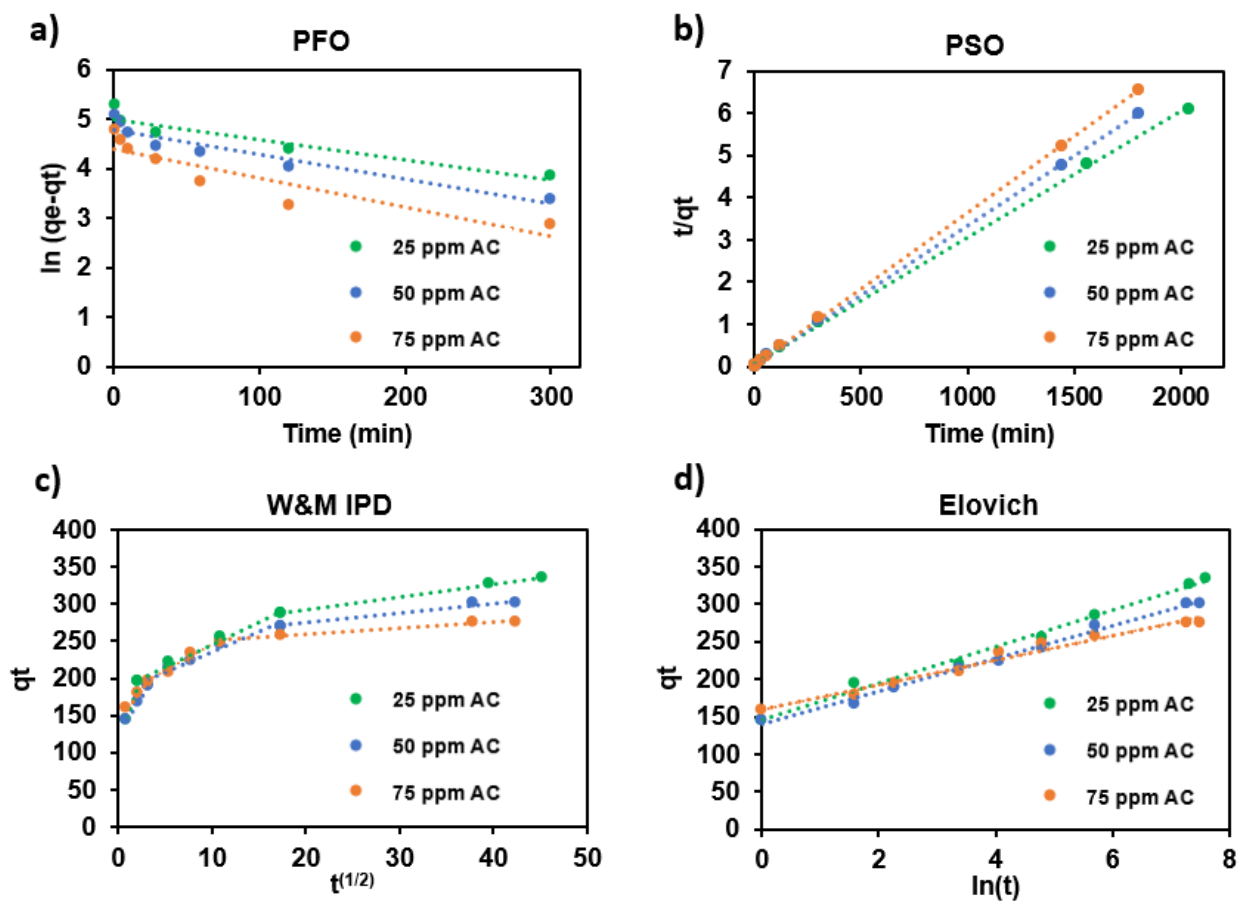 a)
PFO
6
5
4
3
2
1
0
ln (qe-qt)
0 100 200 300
Time (min)
25 ppm AC
50 ppm AC
75 ppm AC
b)
PSO
7
6
5
4
3
2
1
0
t/qt
0 500 1000 1500 2000
Time (min)
25 ppm AC
50 ppm AC
75 ppm AC
c)
W&M IPD
400
350
300
250
200
150
100
50
0
qt
0 10 20 30 40 50
t(1/2)
25 ppm AC
50 ppm AC
75 ppm AC
d)
Elovich
400
350
300
250
200
150
100
50
0
qt
0 2 4 6 8
ln(t)
25 ppm AC
50 ppm AC
75 ppm AC